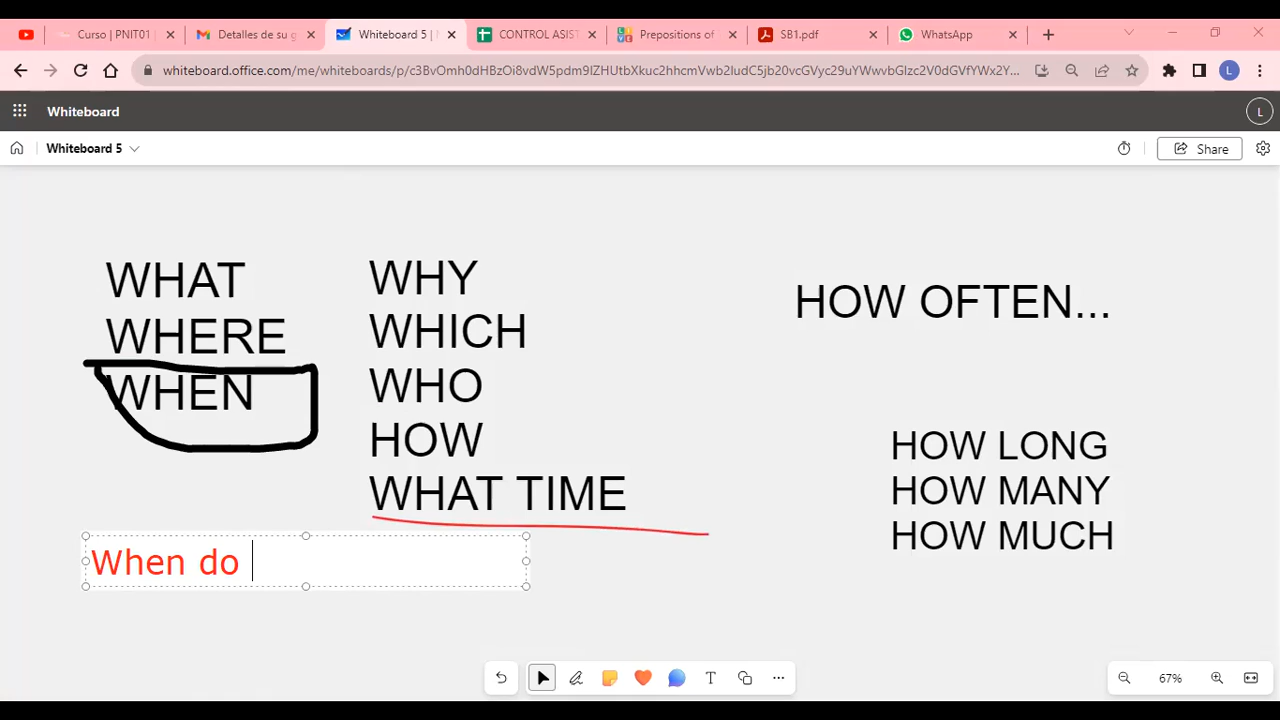 Curso | PNIT01 |
Detalles de su g
Whiteboard 5 | M
CONTROL ASIST
Prepositions of
SB1.pdf
WhatsApp
whiteboard.office.com/me/whiteboards/p/
L
Whiteboard
L
Whiteboard 5
Share
WHAT
WHERE
WHEN
WHY
WHICH
WHO
HOW
WHAT TIME
HOW OFTEN...
HOW LONG
HOW MANY
HOW MUCH
When do
67%